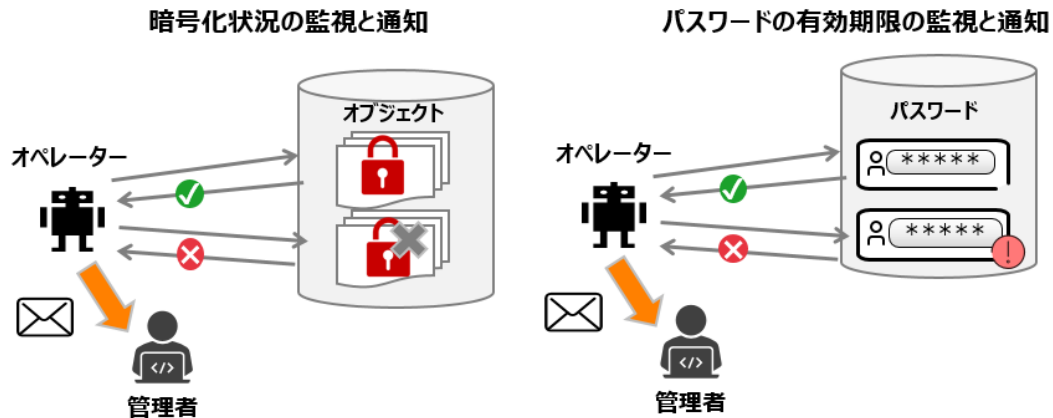 暗号化状況の監視と通知
オブジェクト
オペレーター
管理者
パスワードの有効期限の監視と通知
パスワード
オペレーター
*****
*****
!
管理者